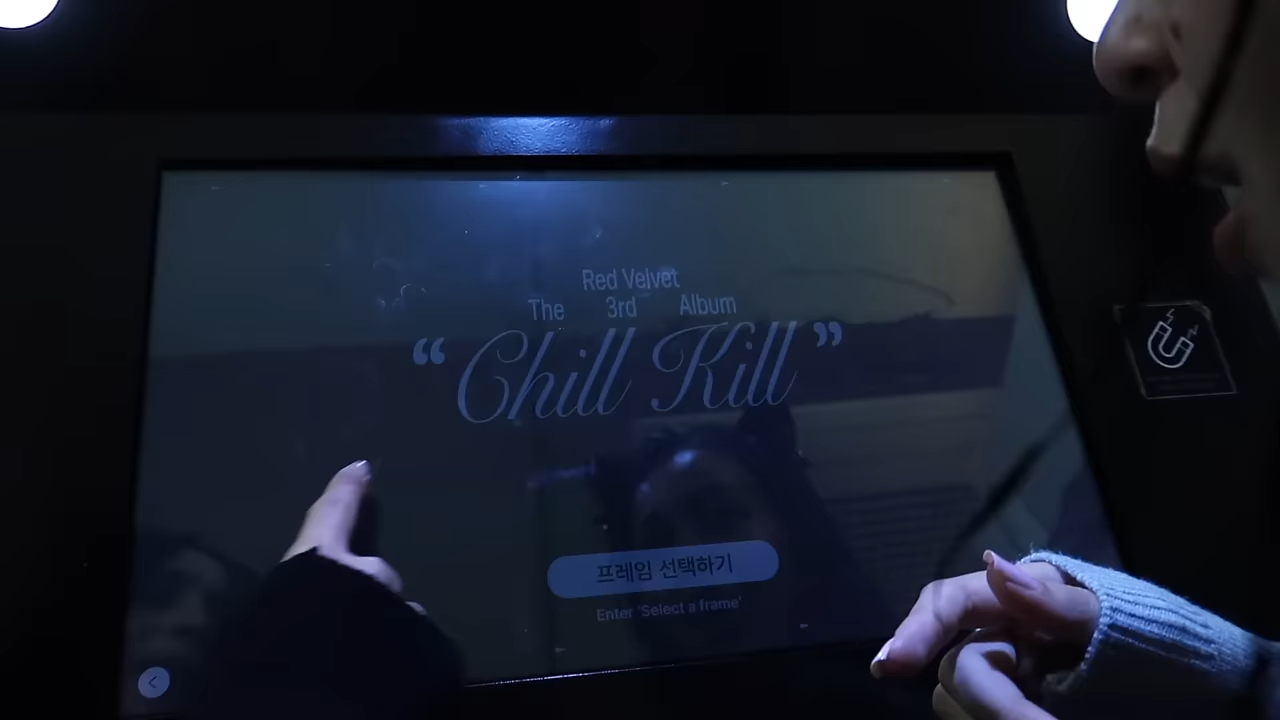 Red Velvet
The 3rd Album
“Chill Kill”
프레임 선택하기
Enter 'Select a frame'